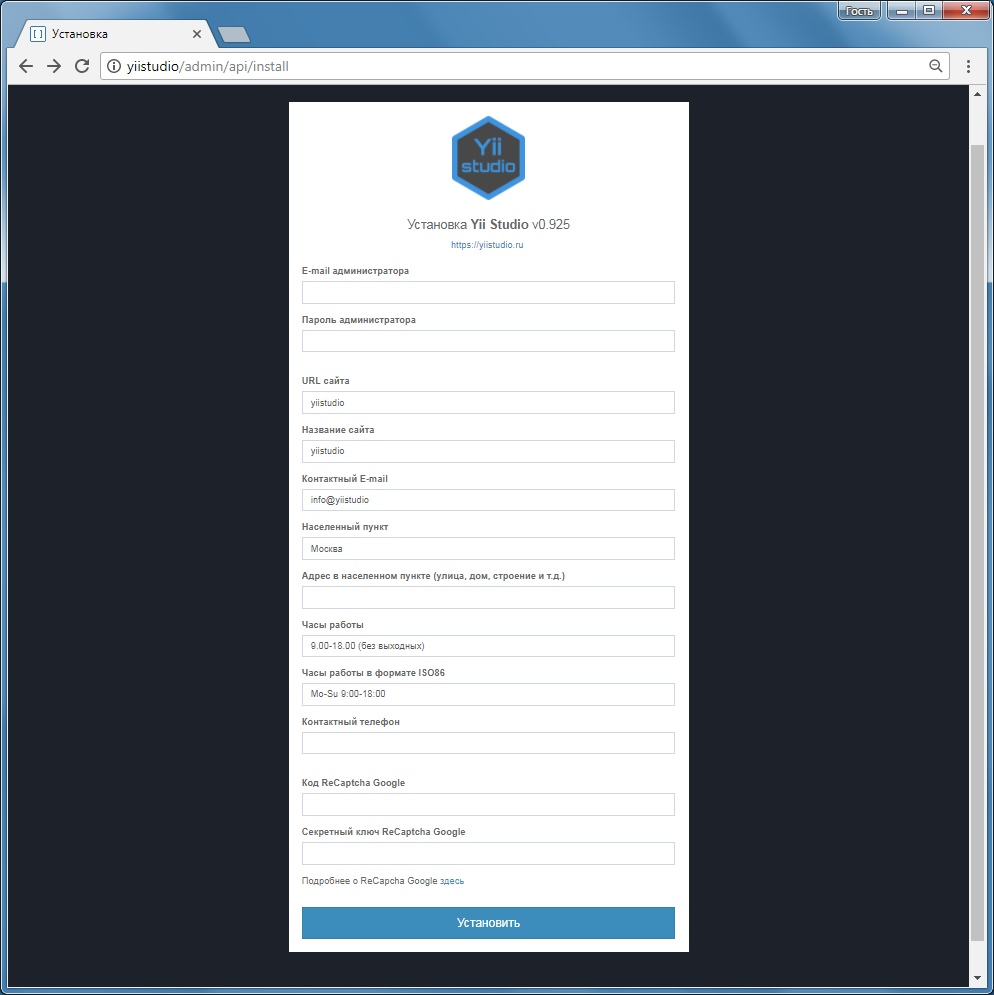 Гость
Установка
yiistudio/admin/api/install
Yii
studio
Установка Yii Studio v0.925
https://yiistudio.ru
E-mail администратора
Пароль администратора
URL сайта
yiistudio
Название сайта
yiistudio
Контактный E-mail
info@yiistudio
Населенный пункт
Москва
Адрес в населенном пункте (улица, дом, строение и т.д.)
Часы работы
9.00-18.00 (без выходных)
Часы работы в формате ISO86
Mo-Su 9:00-18:00
Контактный телефон
Код ReCaptcha Google
Секретный ключ ReCaptcha Google
Подробнее о ReCapcha Google здесь
Установить